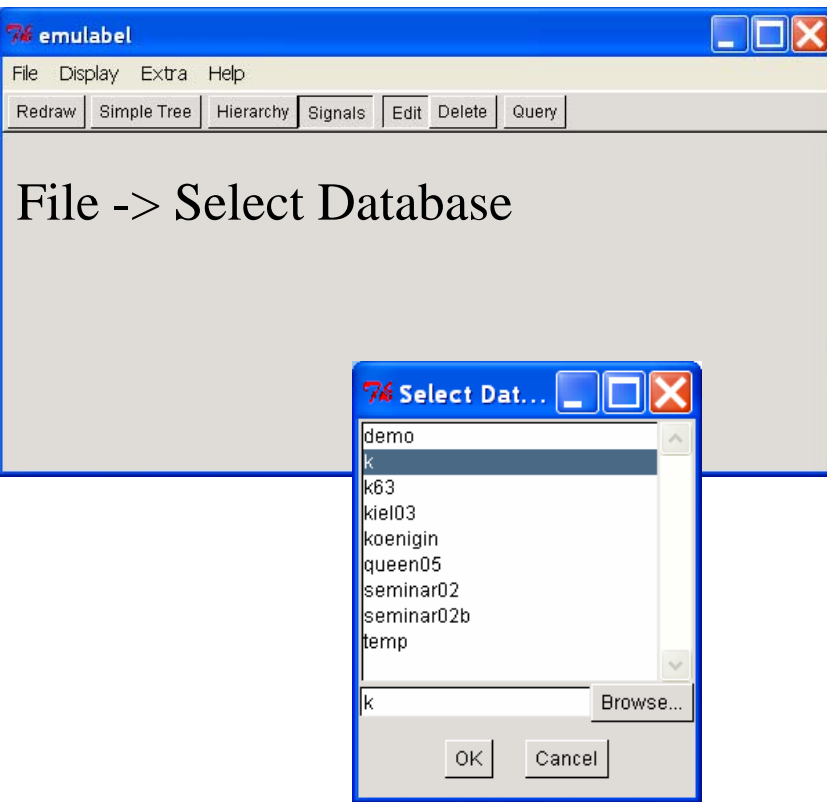 emulabel
File Display Extra Help
Redraw Simple Tree Hierarchy Signals Edit Delete Query
File -> Select Database
Select Dat...
demo
k
k63
kiel03
koenigin
queen05
seminar02
seminar02b
temp
k Browse...
OK Cancel